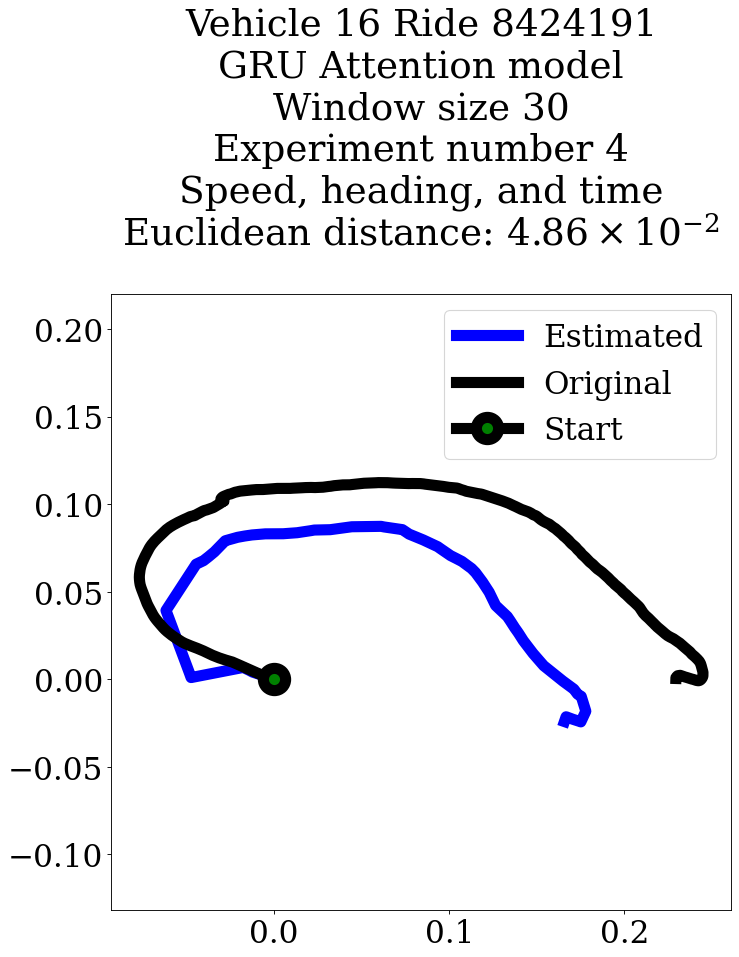 Vehicle 16 Ride 8424191
GRU Attention model
Window size 30
Experiment number 4
Speed, heading, and time
Euclidean distance: 4.86 × 10⁻²
Estimated
Original
Start
0.20
0.15
0.10
0.05
0.00
−0.05
−0.10
0.0 0.1 0.2